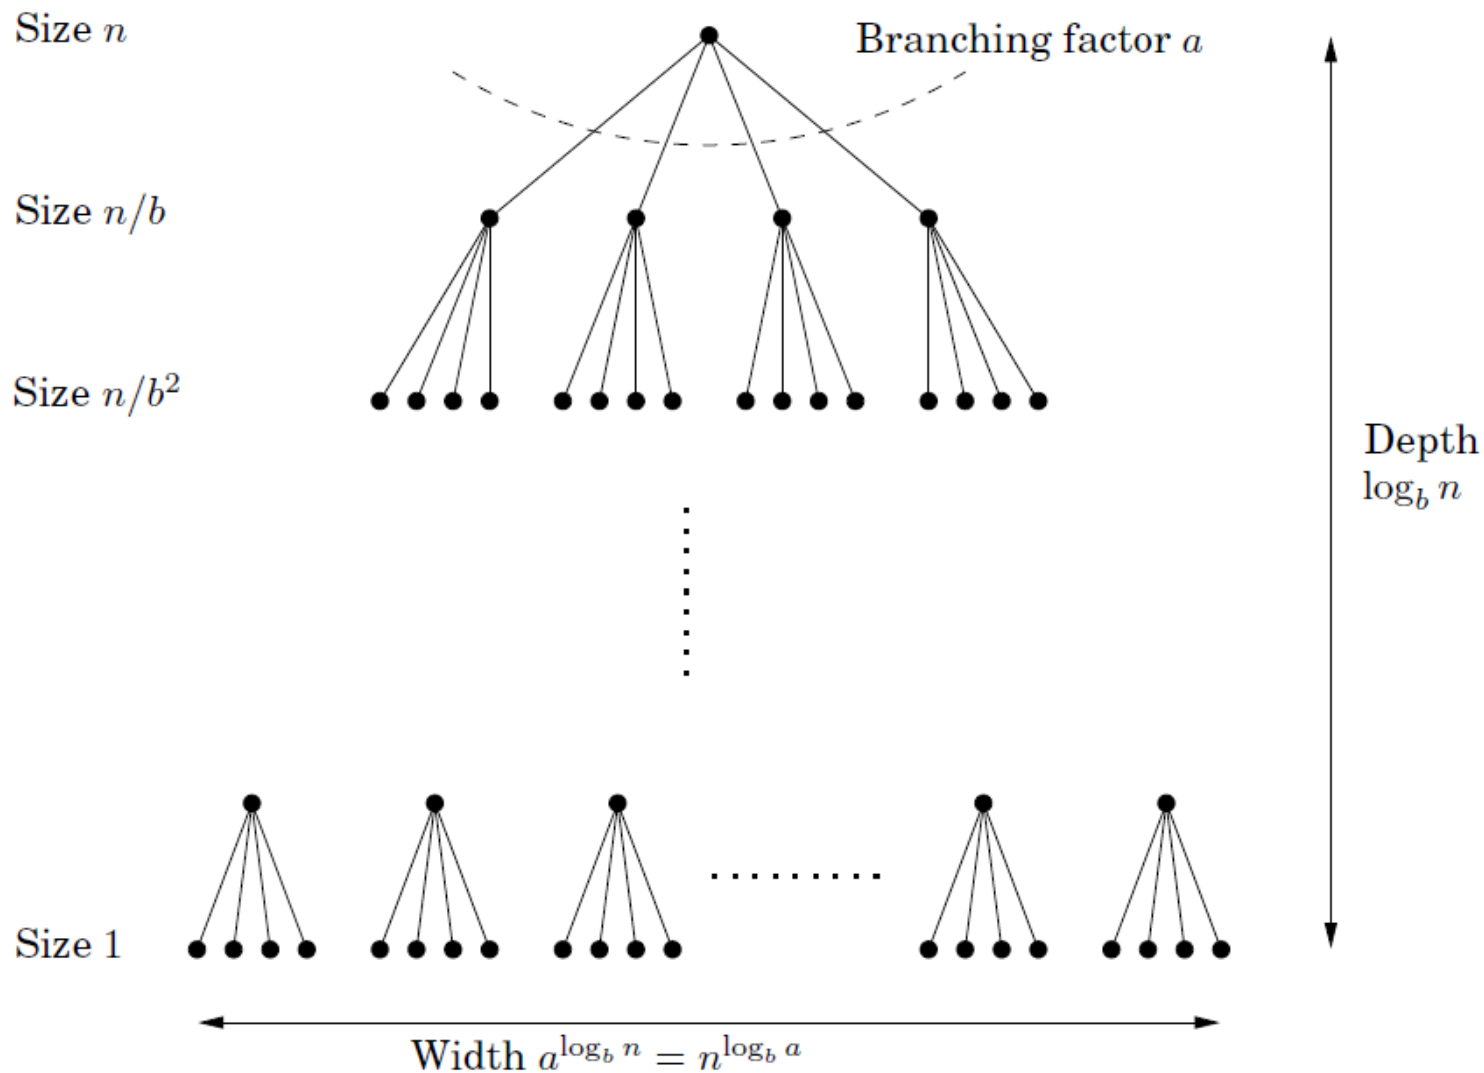 Size n
Branching factor a
Size n/b
Size n/b²
Depth
log_b n
Size 1
Width a^{log_b n} = n^{log_b a}